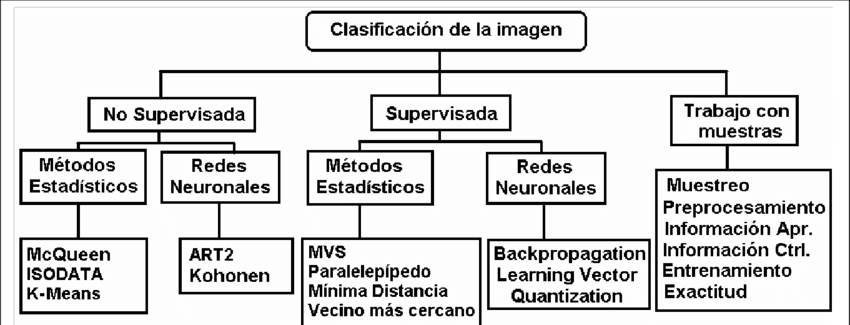 Clasificación de la imagen
No Supervisada
Supervisada
Trabajo con
muestras
Métodos
Estadísticos
Redes
Neuronales
Métodos
Estadísticos
Redes
Neuronales
McQueen
ISODATA
K-Means
ART2
Kohonen
MVS
Paralelepípedo
Mínima Distancia
Vecino más cercano
Backpropagation
Learning Vector
Quantization
Muestreo
Preprocesamiento
Información Apr.
Información Ctrl.
Entrenamiento
Exactitud